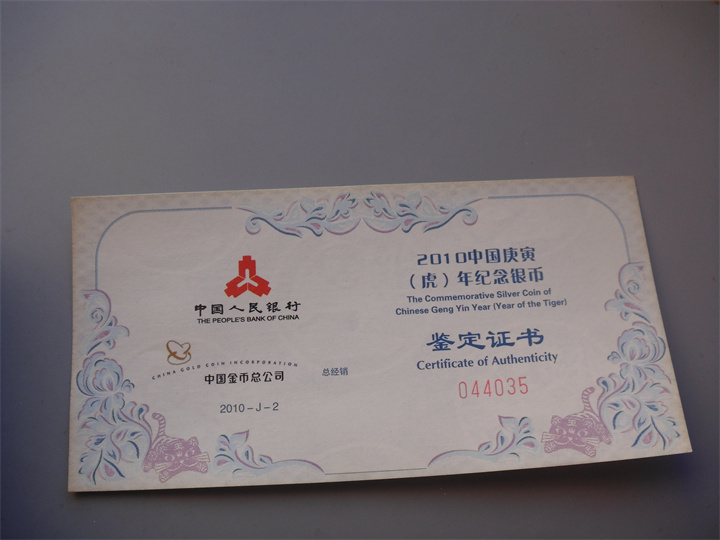 中国人民银行
THE PEOPLE'S BANK OF CHINA
CHINA GOLD COIN INCORPORATION
中国金币总公司
总经销
2010-J-2
2010中国庚寅
（虎）年纪念银币
The Commemorative Silver Coin of
Chinese Geng Yin Year (Year of the Tiger)
鉴定证书
Certificate of Authenticity
044035